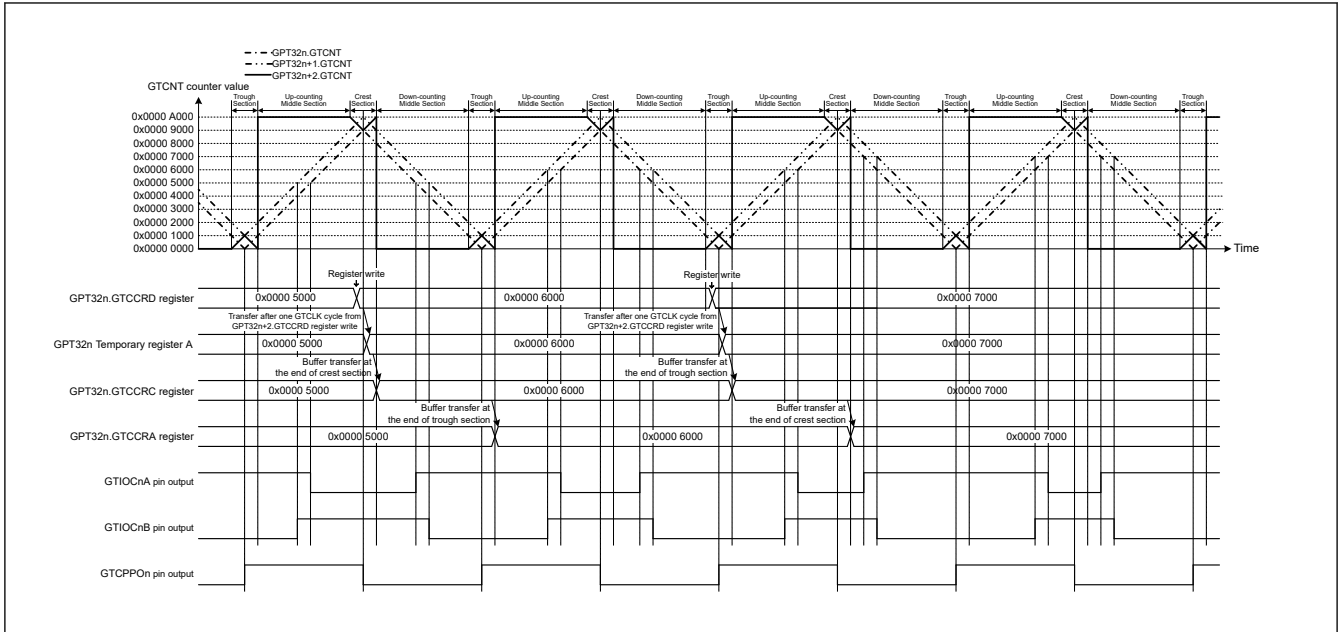 GPT32n.GTCNT
GPT32n+1.GTCNT
GPT32n+2.GTCNT
GTCNT counter value
Trough
Section
Up-counting
Middle Section
Crest
Section
Down-counting
Middle Section
Trough
Section
Up-counting
Middle Section
Crest
Section
Down-counting
Middle Section
Trough
Section
Up-counting
Middle Section
Crest
Section
Down-counting
Middle Section
Trough
Section
Up-counting
Middle Section
Crest
Section
Down-counting
Middle Section
Trough
Section
0x0000 A000
0x0000 9000
0x0000 8000
0x0000 7000
0x0000 6000
0x0000 5000
0x0000 4000
0x0000 3000
0x0000 2000
0x0000 1000
0x0000 0000
Time
Register write
Register write
GPT32n.GTCCRD register
0x0000 5000
0x0000 6000
0x0000 7000
Transfer after one GTCLK cycle from
GPT32n+2.GTCCRD register write
Transfer after one GTCLK cycle from
GPT32n+2.GTCCRD register write
GPT32n Temporary register A
0x0000 5000
0x0000 6000
0x0000 7000
Buffer transfer at
the end of crest section
Buffer transfer at
the end of trough section
GPT32n.GTCCRC register
0x0000 5000
0x0000 6000
0x0000 7000
Buffer transfer at
the end of trough section
Buffer transfer at
the end of crest section
GPT32n.GTCCRA register
0x0000 5000
0x0000 6000
0x0000 7000
GTIOCnA pin output
GTIOCnB pin output
GTCPPOn pin output